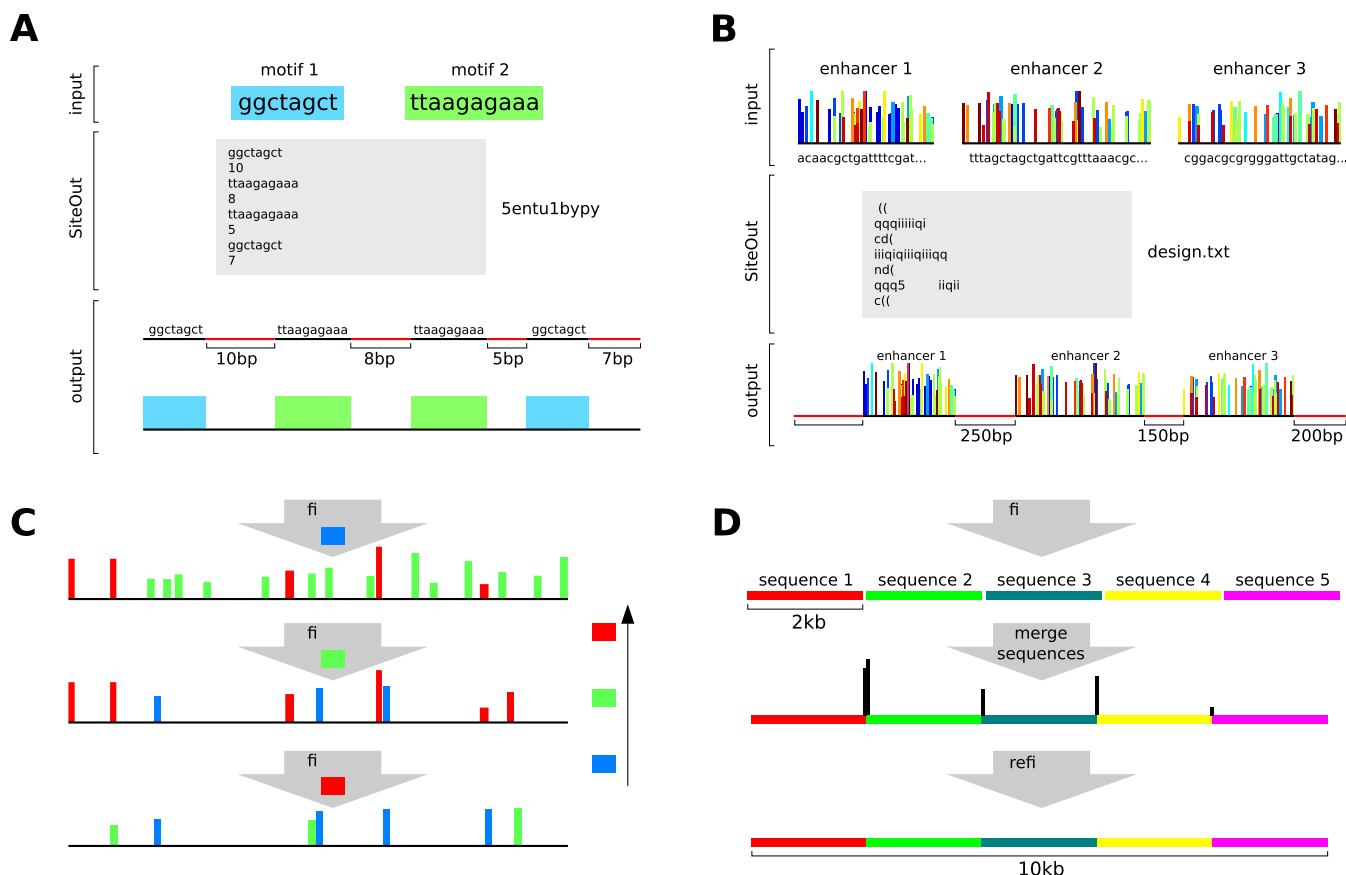 A
motif 1 motif 2
input
ggctagct ttaagagaaa
SiteOut
ggctagct
10
ttaagagaaa
8
ttaagagaaa
5
ggctagct
7
5entu1bypy
output
ggctagct ttaagagaaa ttaagagaaa ggctagct
10bp 8bp 5bp 7bp
B
input
enhancer 1 enhancer 2 enhancer 3
acaacgctgattttcgat... tttagctagctgattcgtttaaacgc... cggacgcgrgggattgctatag...
SiteOut
((
qqqiiiiiqi
cd(
iiiqiqiiiqiiiqq
nd(
qqq5 iiqii
c((
design.txt
output
enhancer 1 enhancer 2 enhancer 3
250bp 150bp 200bp
C
fi
fi
fi
D
fi
sequence 1 sequence 2 sequence 3 sequence 4 sequence 5
2kb
merge
sequences
refi
10kb